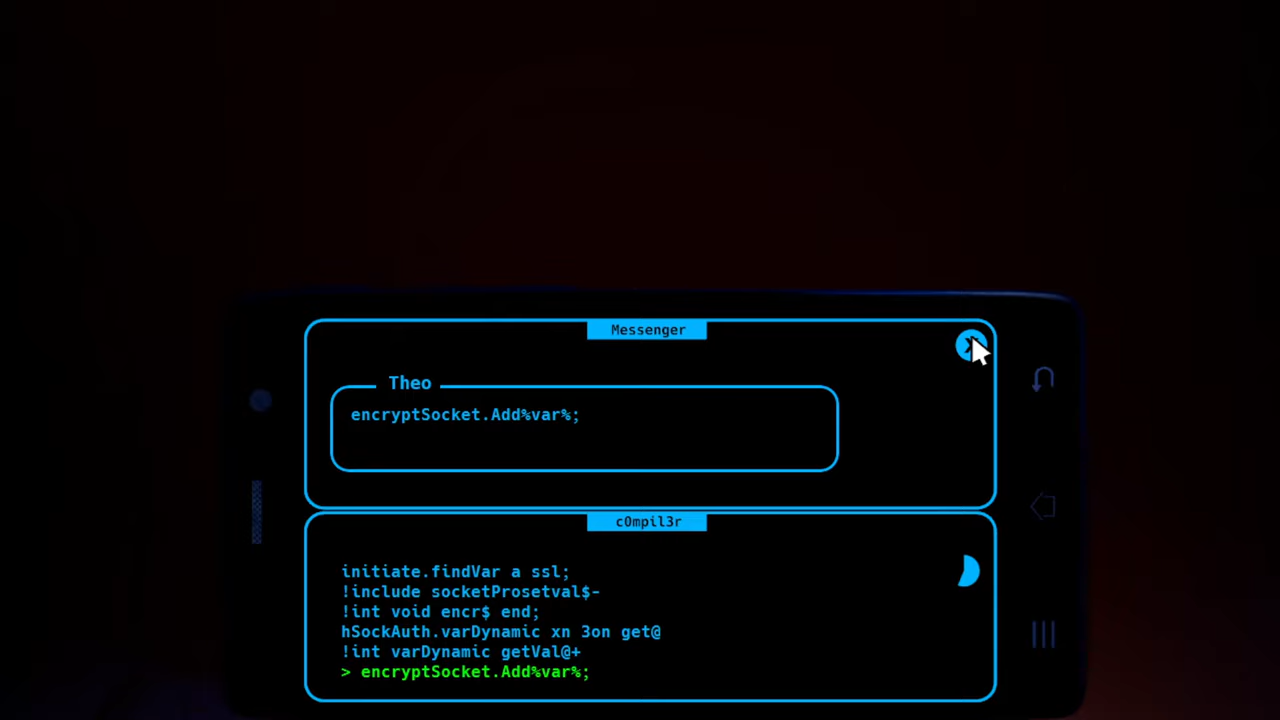 Messenger
Theo
encryptSocket.Add%var%;
c0mpil3r
initiate.findVar a ssl;
!include socketProsetval$-
!int void encr$ end;
hSockAuth.varDynamic xn 3on get@
!int varDynamic getVal@+
> encryptSocket.Add%var%;